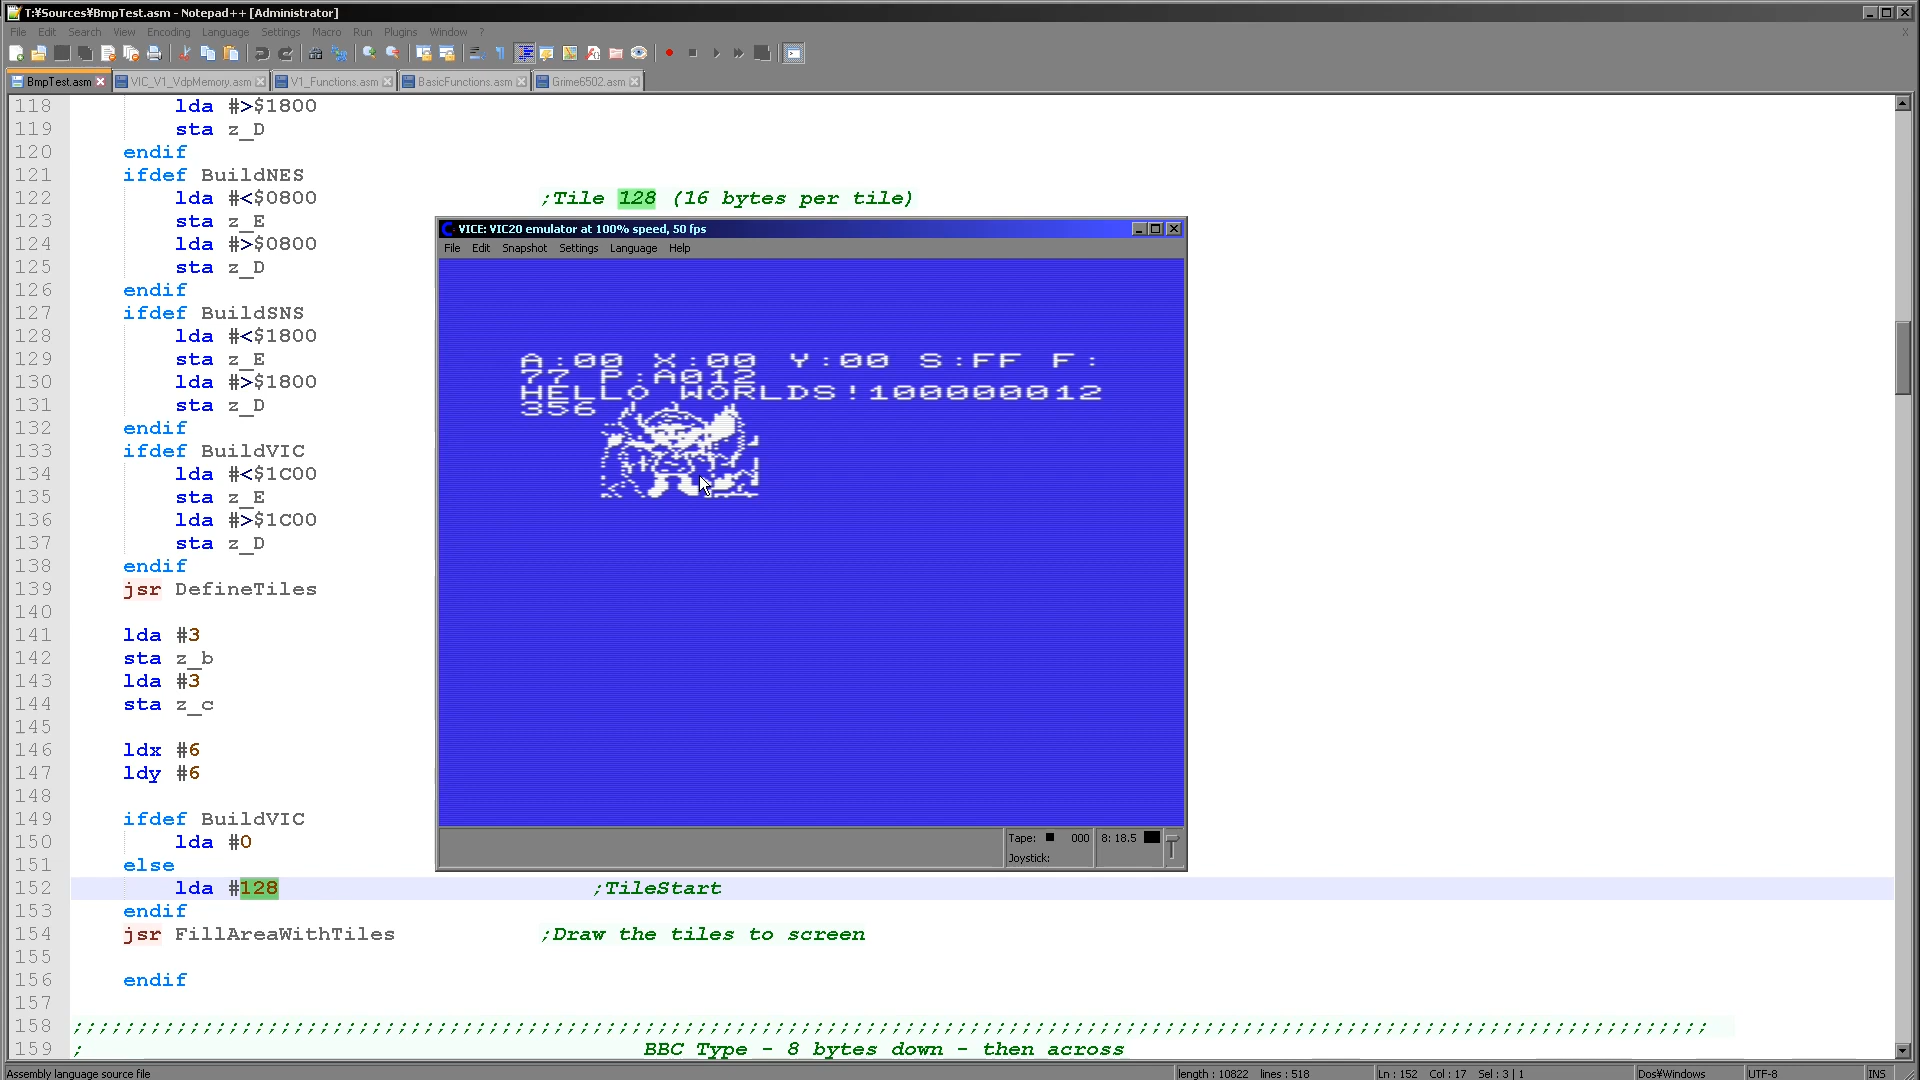 T:¥Sources¥BmpTest.asm - Notepad++ [Administrator]
File Edit Search View Encoding Language Settings Macro Run Plugins Window ?
BmpTest.asm VIC_V1_VdpMemory.asm V1_Functions.asm BasicFunctions.asm Grime6502.asm
118 lda #>$1800
119 sta z_D
120 endif
121 ifdef BuildNES
122 lda #<$0800 ;Tile 128 (16 bytes per tile)
123 sta z_E
124 lda #>$0800
125 sta z_D
126 endif
127 ifdef BuildSNS
128 lda #<$1800
129 sta z_E
130 lda #>$1800
131 sta z_D
132 endif
133 ifdef BuildVIC
134 lda #<$1C00
135 sta z_E
136 lda #>$1C00
137 sta z_D
138 endif
139 jsr DefineTiles
140
141 lda #3
142 sta z_b
143 lda #3
144 sta z_c
145
146 ldx #6
147 ldy #6
148
149 ifdef BuildVIC
150 lda #0
151 else
152 lda #128 ;TileStart
153 endif
154 jsr FillAreaWithTiles ;Draw the tiles to screen
155
156 endif
157
158 ;;;;;;;;;;;;;;;;;;;;;;;;;;;;;;;;;;;;;;;;;;;;;;;;;;;;;;;;;;;;;;;;;;;;;;;;;;;;;;;;;;;;;;;;;;;;;;;;;;;;;;;;;;;;;;;;;;;;;;;;;;;;;;
159 ; BBC Type - 8 bytes down - then across
VICE: VIC20 emulator at 100% speed, 50 fps
File Edit Snapshot Settings Language Help
A:00 X:00 Y:00 S:FF F:
77 P:A012
HELLO WORLDS!100000012
356
Tape: 000 8: 18.5
Joystick:
Assembly language source file length : 10822 lines : 518 Ln : 152 Col : 17 Sel : 3 | 1 Dos¥Windows UTF-8 INS